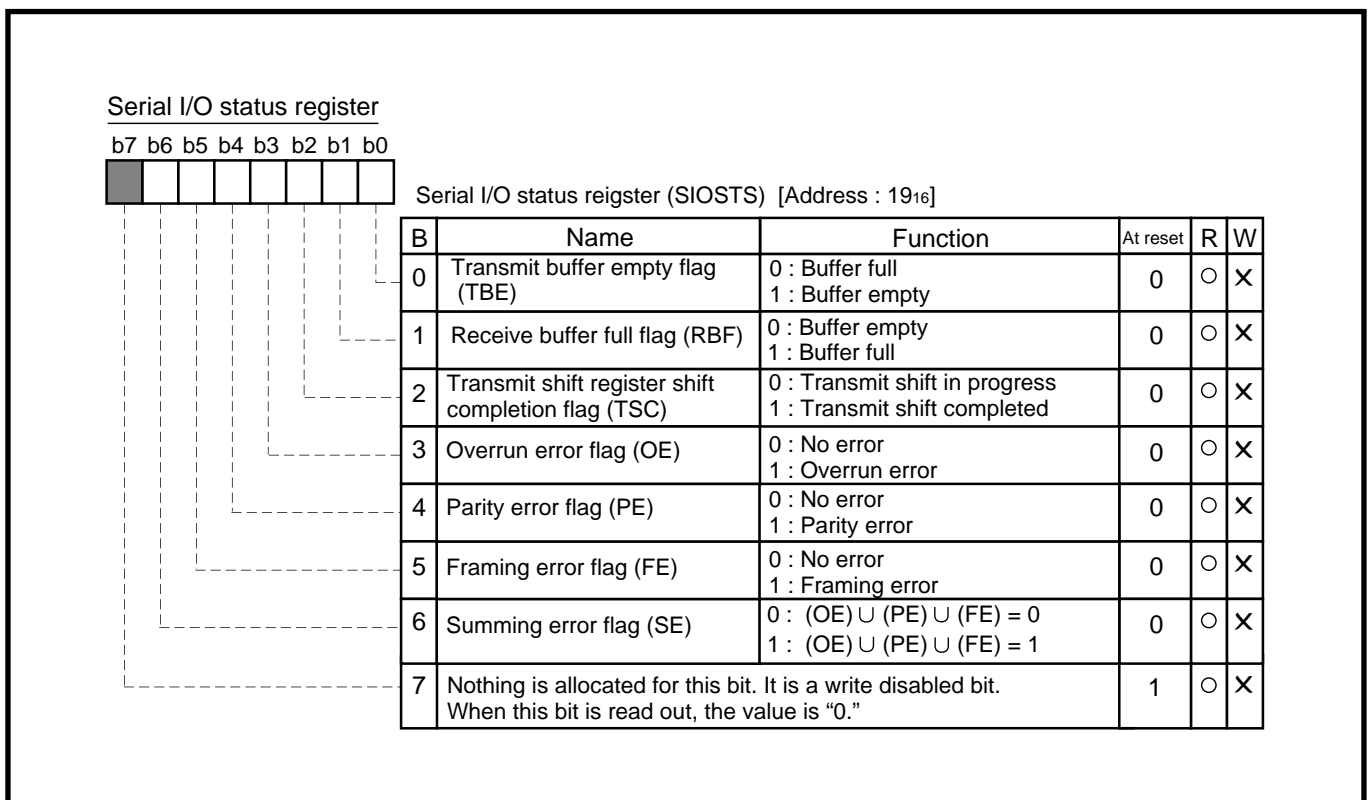 Serial I/O status register
b7 b6 b5 b4 b3 b2 b1 b0
Serial I/O status reigster (SIOSTS) [Address : 19₁₆]
B Name Function At reset R W
0 Transmit buffer empty flag (TBE) 0 : Buffer full 0 ○ ×
1 : Buffer empty
1 Receive buffer full flag (RBF) 0 : Buffer empty 0 ○ ×
1 : Buffer full
2 Transmit shift register shift completion flag (TSC) 0 : Transmit shift in progress 0 ○ ×
1 : Transmit shift completed
3 Overrun error flag (OE) 0 : No error 0 ○ ×
1 : Overrun error
4 Parity error flag (PE) 0 : No error 0 ○ ×
1 : Parity error
5 Framing error flag (FE) 0 : No error 0 ○ ×
1 : Framing error
6 Summing error flag (SE) 0 : (OE) ∪ (PE) ∪ (FE) = 0 0 ○ ×
1 : (OE) ∪ (PE) ∪ (FE) = 1
7 Nothing is allocated for this bit. It is a write disabled bit. 1 ○ ×
When this bit is read out, the value is “0.”